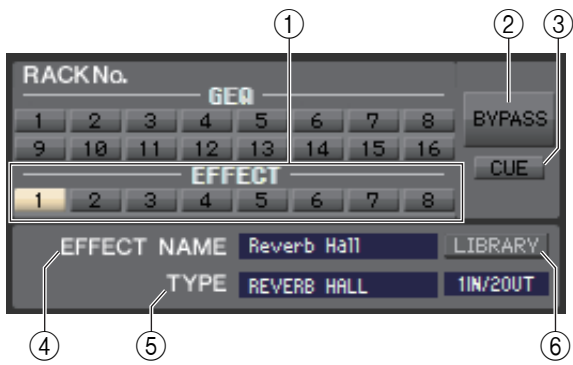 ① ② ③
RACK No.
GEQ
1 2 3 4 5 6 7 8 BYPASS
9 10 11 12 13 14 15 16
EFFECT CUE
1 2 3 4 5 6 7 8
EFFECT NAME Reverb Hall LIBRARY
TYPE REVERB HALL 1IN/2OUT
④ ⑤ ⑥